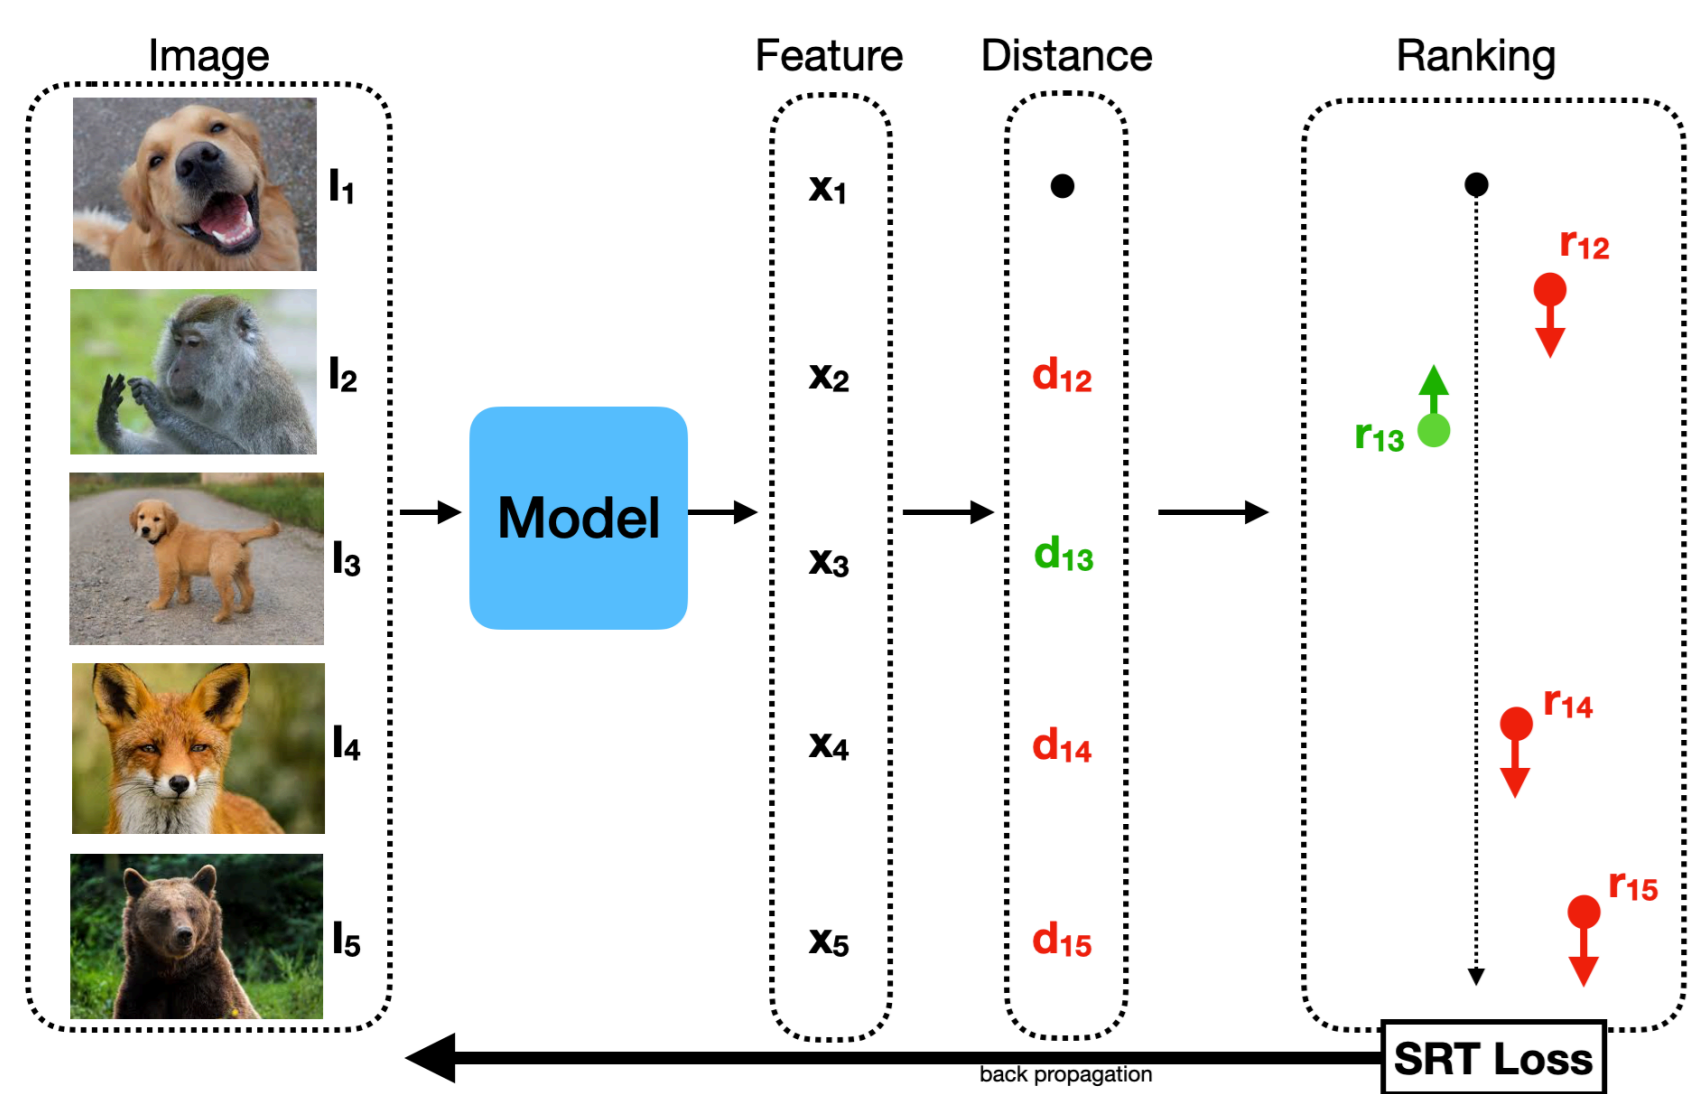 Image
Feature
Distance
Ranking
I1
x1
r12
I2
x2
d12
r13
Model
I3
x3
d13
I4
x4
d14
r14
I5
x5
d15
r15
SRT Loss
back propagation